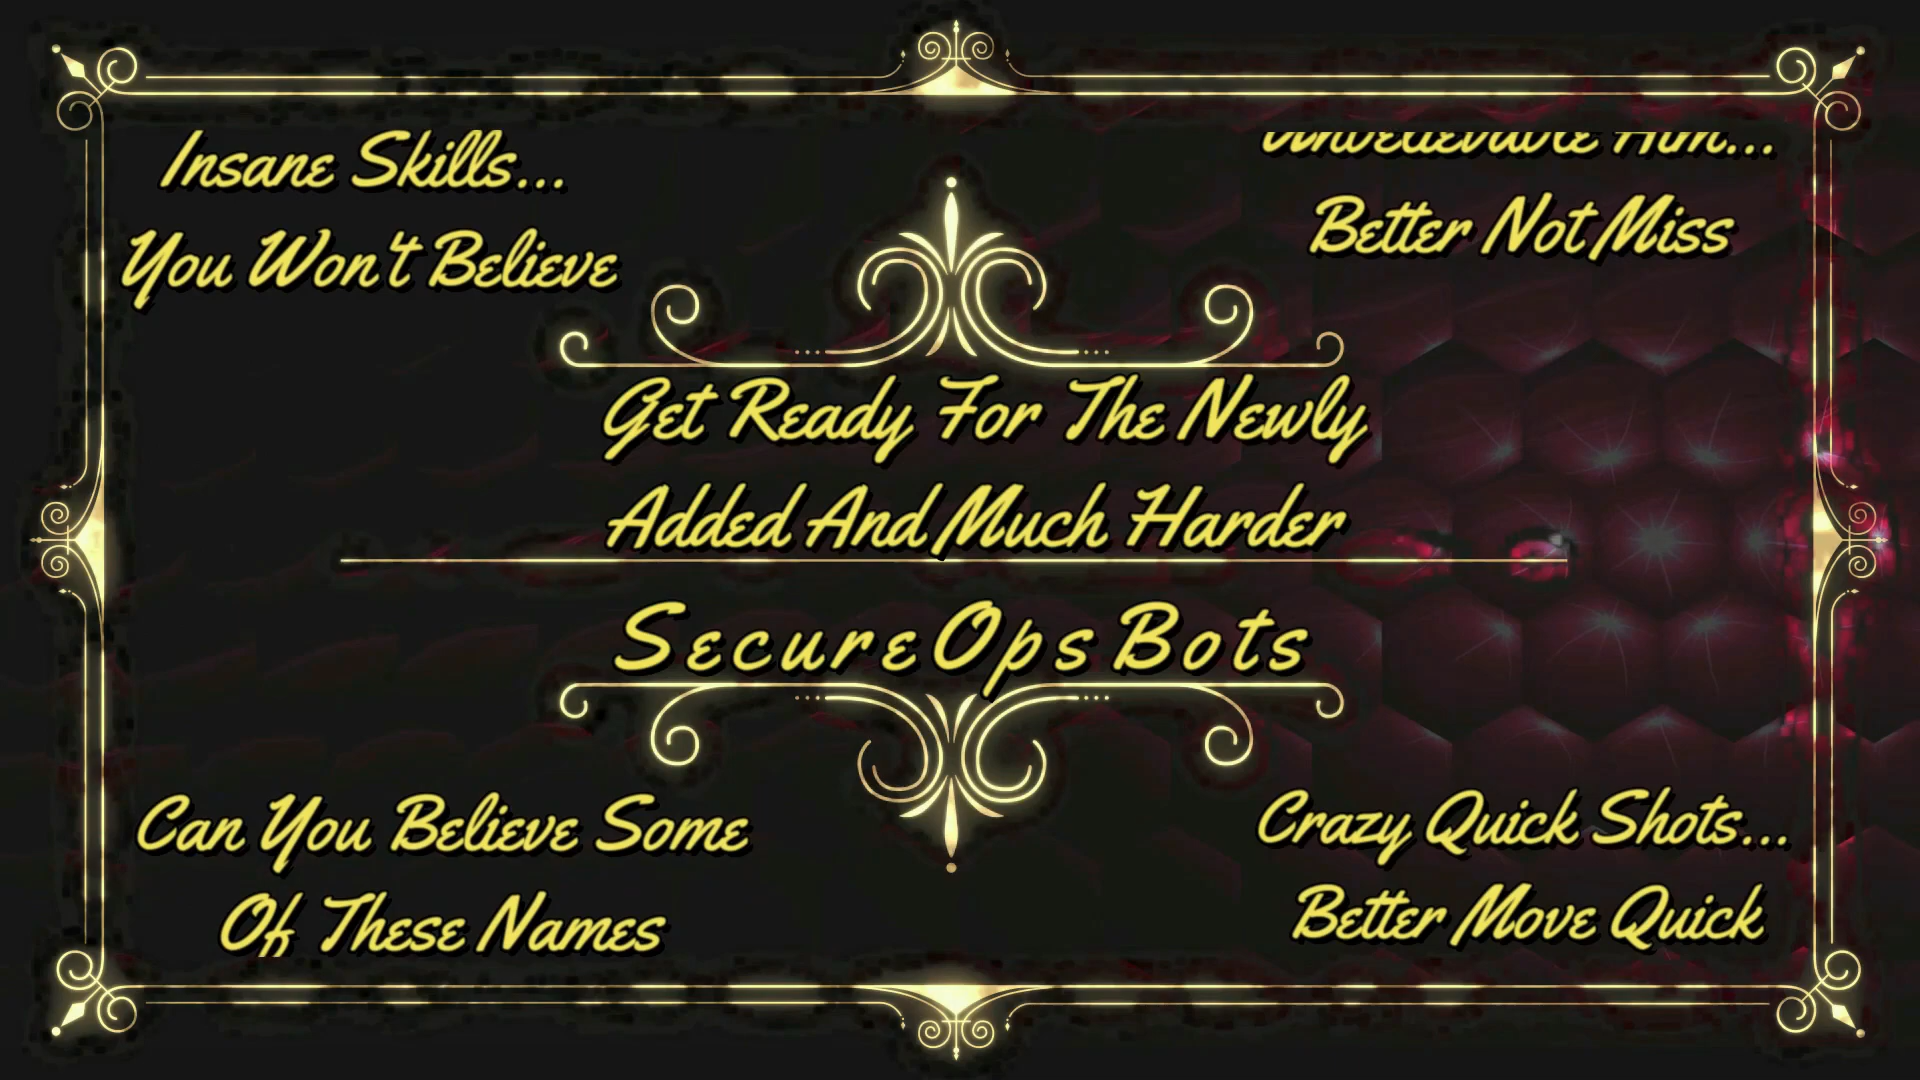 Insane Skills...
You Won't Believe
Better Not Miss
Get Ready For The Newly
Added And Much Harder
SecureOps Bots
Can You Believe Some
Of These Names
Crazy Quick Shots...
Better Move Quick